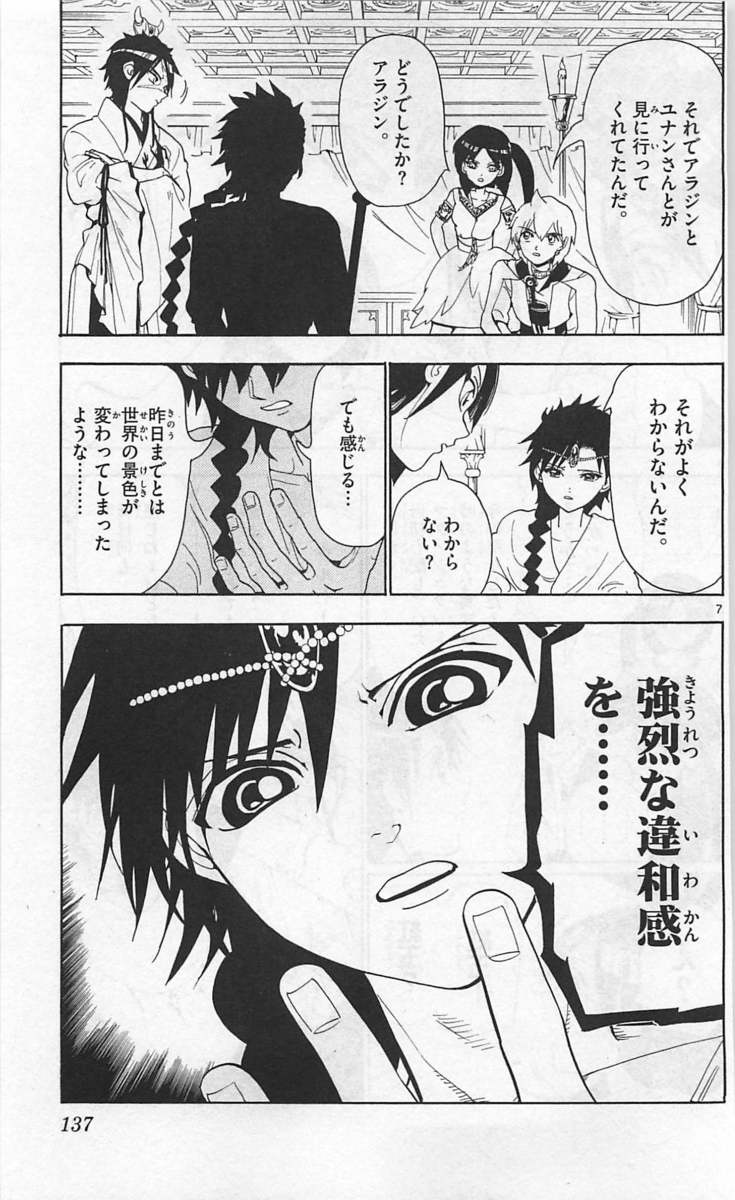 それでアラジンと
ユナンさんとが
見に行って
くれてたんだ。
どうでしたか？
アラジン。
それがよく
わからないんだ。
わから
ない？
でも感じる…
昨日までとは
世界の景色が
変わってしまった
ような………
7
強烈な違和感
を……
137